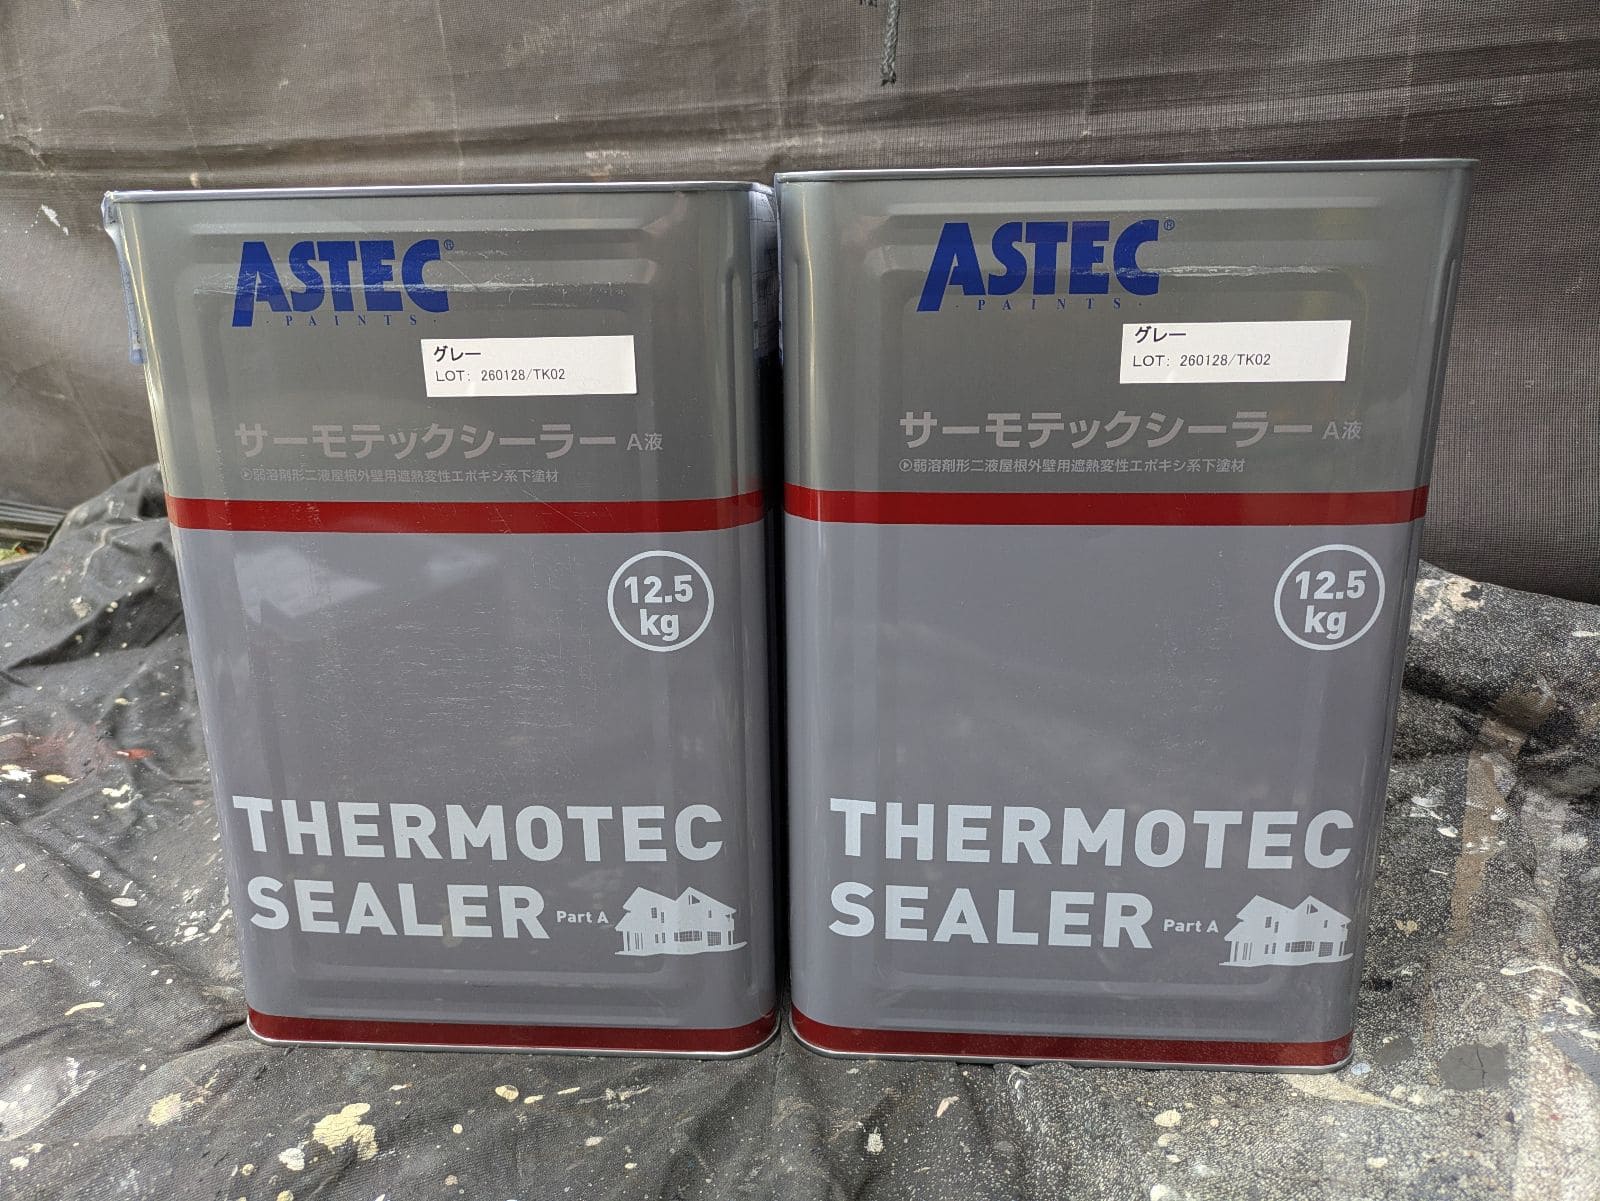 ASTEC®
・PAINTS・
グレー
LOT: 260128/TK02
サーモテックシーラー A液
弱溶剤形二液屋根外壁用遮熱変性エポキシ系下塗材
12.5
kg
THERMOTEC
SEALER Part A
ASTEC®
・PAINTS・
グレー
LOT: 260128/TK02
サーモテックシーラー A液
弱溶剤形二液屋根外壁用遮熱変性エポキシ系下塗材
12.5
kg
THERMOTEC
SEALER Part A